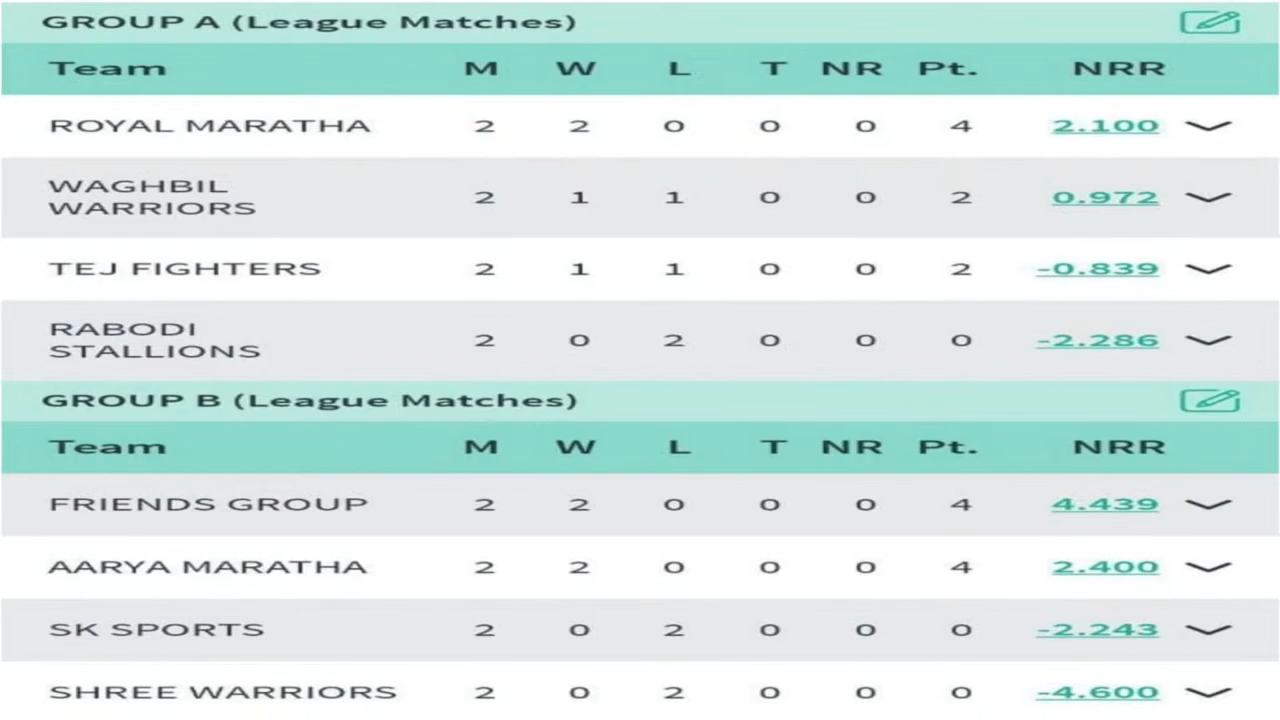 GROUP A (League Matches)
Team M W L T NR Pt. NRR
ROYAL MARATHA 2 2 0 0 0 4 2.100
WAGHBIL
WARRIORS 2 1 1 0 0 2 0.972
TEJ FIGHTERS 2 1 1 0 0 2 -0.839
RABODI
STALLIONS 2 0 2 0 0 0 -2.286
GROUP B (League Matches)
Team M W L T NR Pt. NRR
FRIENDS GROUP 2 2 0 0 0 4 4.439
AARYA MARATHA 2 2 0 0 0 4 2.400
SK SPORTS 2 0 2 0 0 0 -2.243
SHREE WARRIORS 2 0 2 0 0 0 -4.600